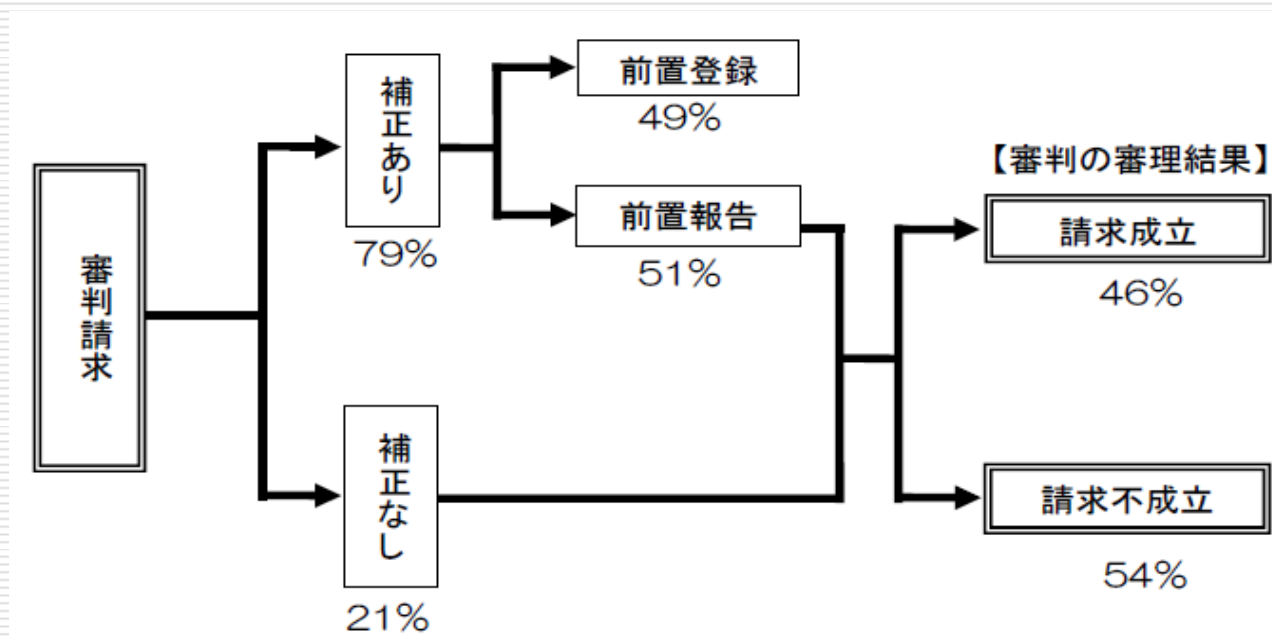 審判請求
補正あり
79%
前置登録
49%
前置報告
51%
補正なし
21%
【審判の審理結果】
請求成立
46%
請求不成立
54%